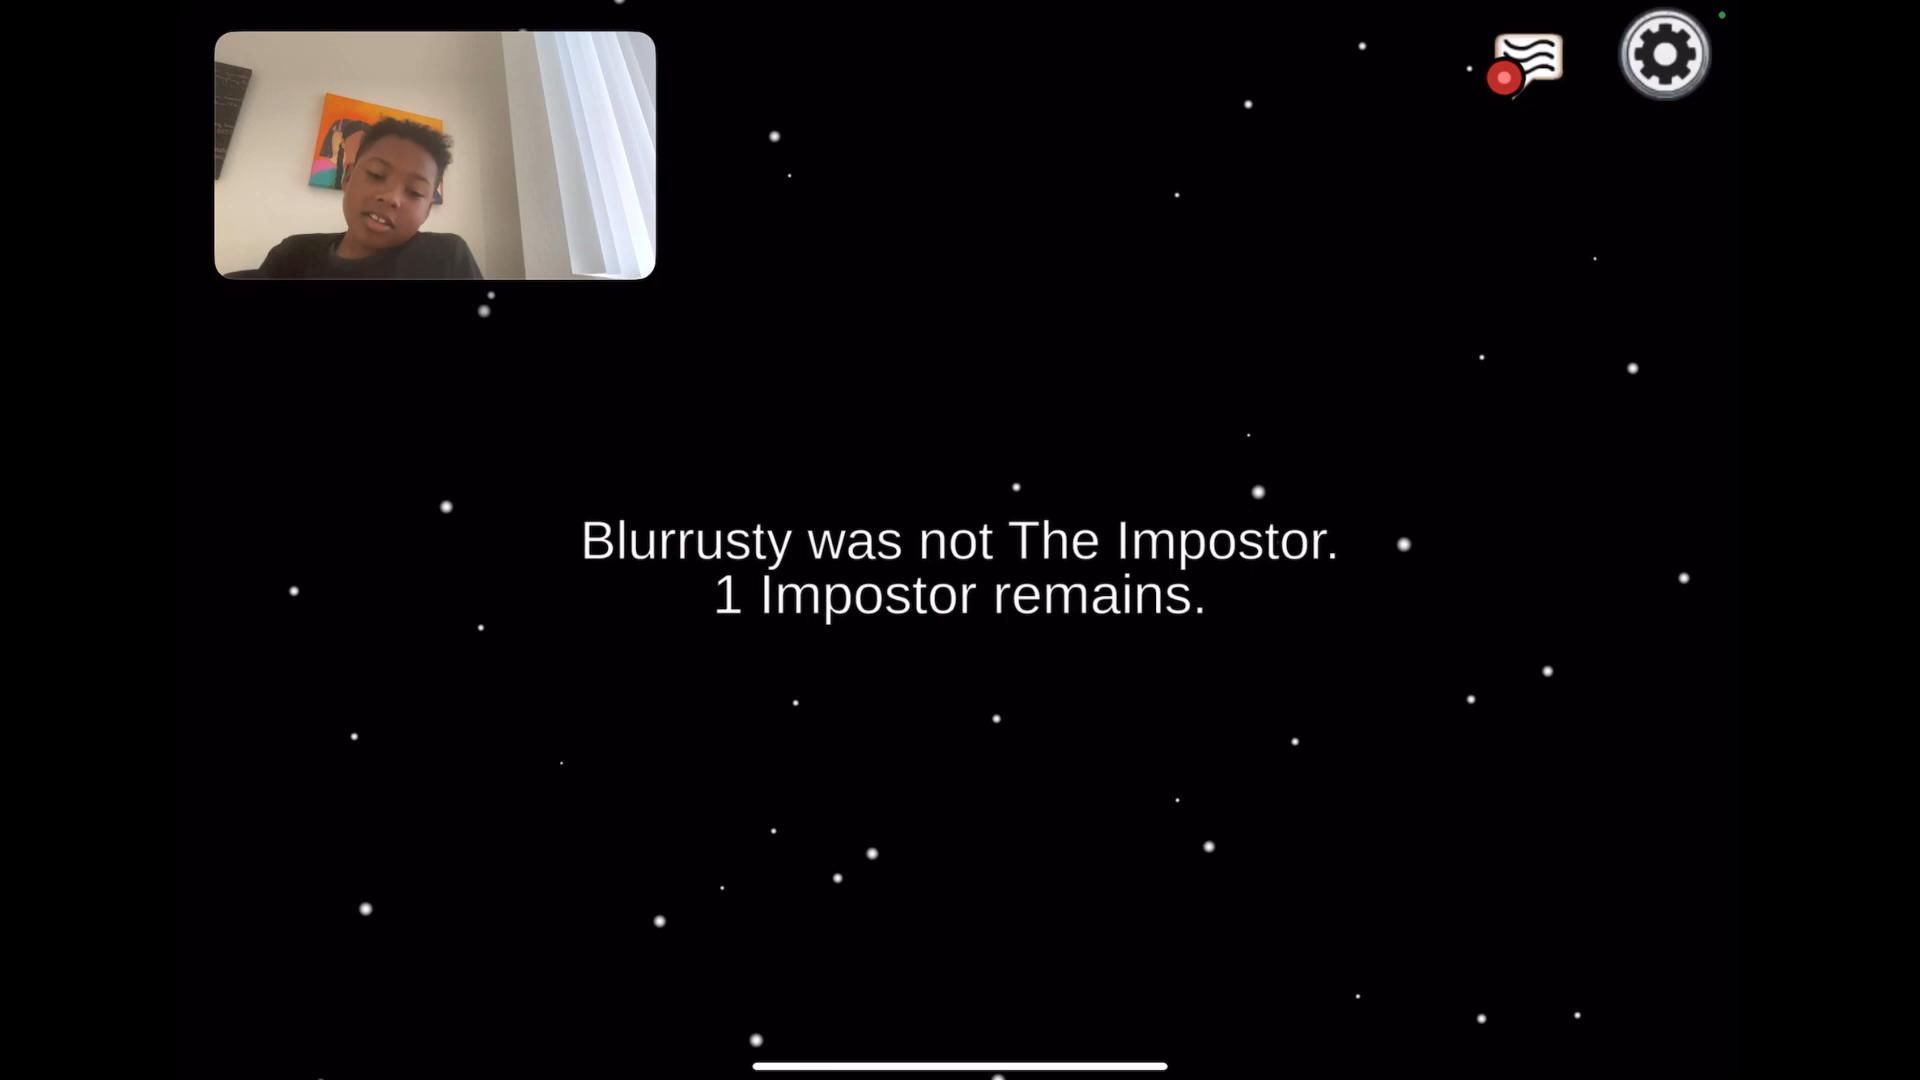 Blurrusty was not The Impostor.
1 Impostor remains.